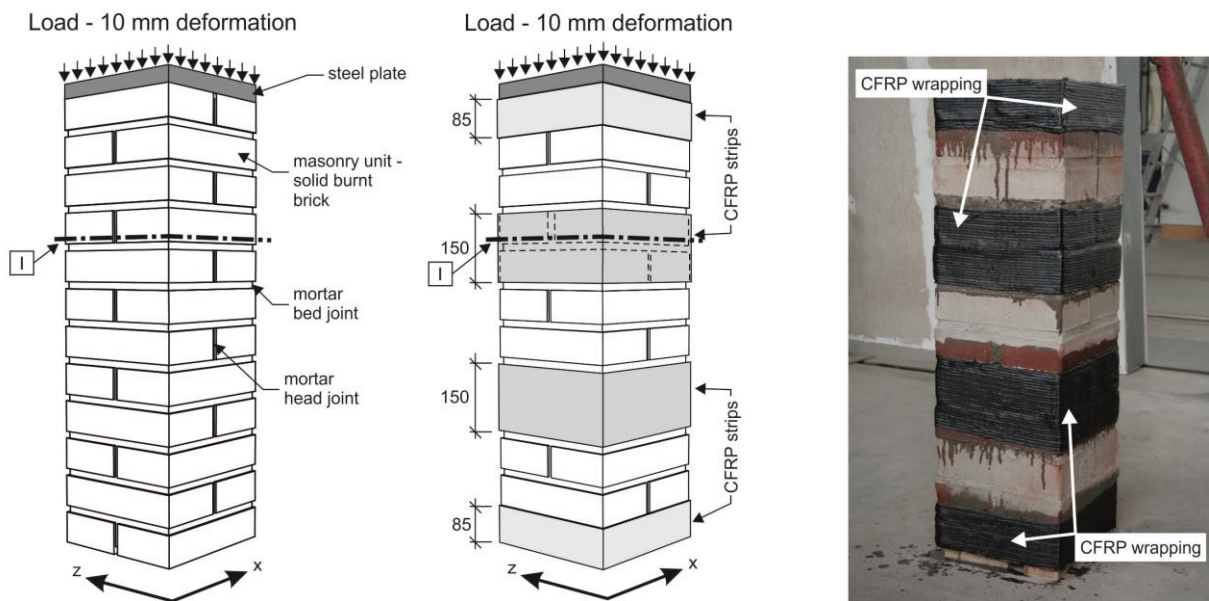 Load - 10 mm deformation
steel plate
masonry unit -
solid burnt
brick
I
mortar
bed joint
mortar
head joint
z
x
Load - 10 mm deformation
85
150
I
150
85
CFRP strips
CFRP strips
z
x
CFRP wrapping
CFRP wrapping